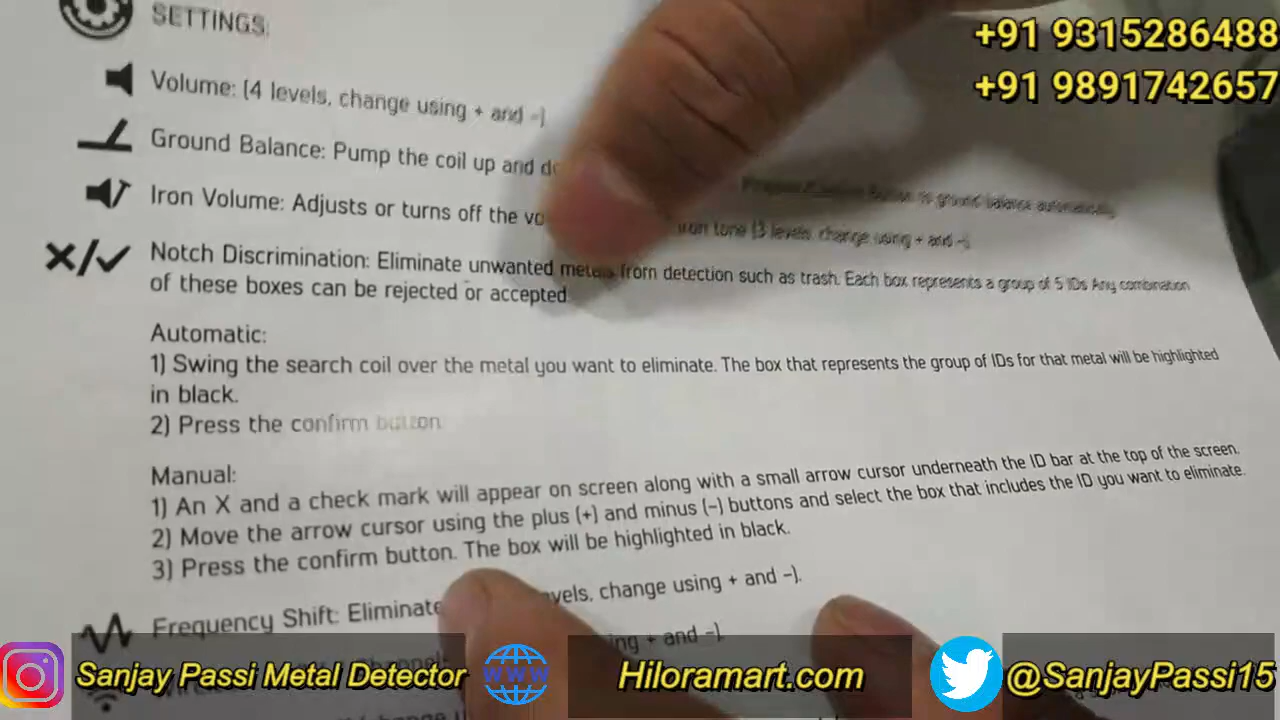 SETTINGS:
+91 9315286488
+91 9891742657
Volume: (4 levels, change using + and -)
Ground Balance: Pump the coil up and to ground balance automatically
Iron Volume: Adjusts or turns off the iron tone (3 levels, change using + and -).
Notch Discrimination: Eliminate unwanted metals from detection such as trash. Each box represents a group of 5 IDs Any combination
of these boxes can be rejected or accepted.
Automatic:
1) Swing the search coil over the metal you want to eliminate. The box that represents the group of IDs for that metal will be highlighted
in black.
2) Press the confirm button
Manual:
1) An X and a check mark will appear on screen along with a small arrow cursor underneath the ID bar at the top of the screen.
2) Move the arrow cursor using the plus (+) and minus (-) buttons and select the box that includes the ID you want to eliminate.
3) Press the confirm button. The box will be highlighted in black.
Frequency Shift: Eliminate change using + and -).
+ and -).
Sanjay Passi Metal Detector
WWW
Hiloramart.com
@SanjayPassi15